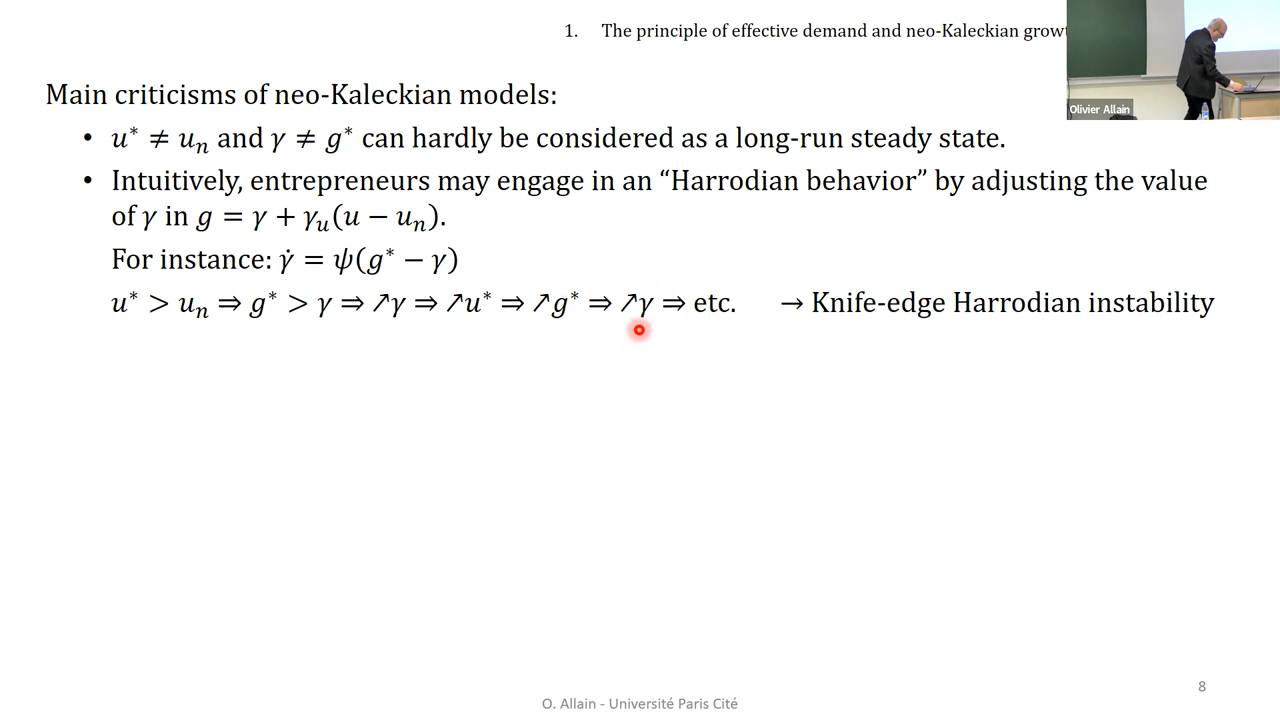 1. The principle of effective demand and neo-Kaleckian
Olivier Allain
Main criticisms of neo-Kaleckian models:
• u* ≠ uₙ and γ ≠ g* can hardly be considered as a long-run steady state.
• Intuitively, entrepreneurs may engage in an “Harrodian behavior” by adjusting the value
of γ in g = γ + γᵤ(u − uₙ).
For instance: γ̇ = ψ(g* − γ)
u* > uₙ ⇒ g* > γ ⇒ ↗γ ⇒ ↗u* ⇒ ↗g* ⇒ ↗γ ⇒ etc. → Knife-edge Harrodian instability
O. Allain - Université Paris Cité
8